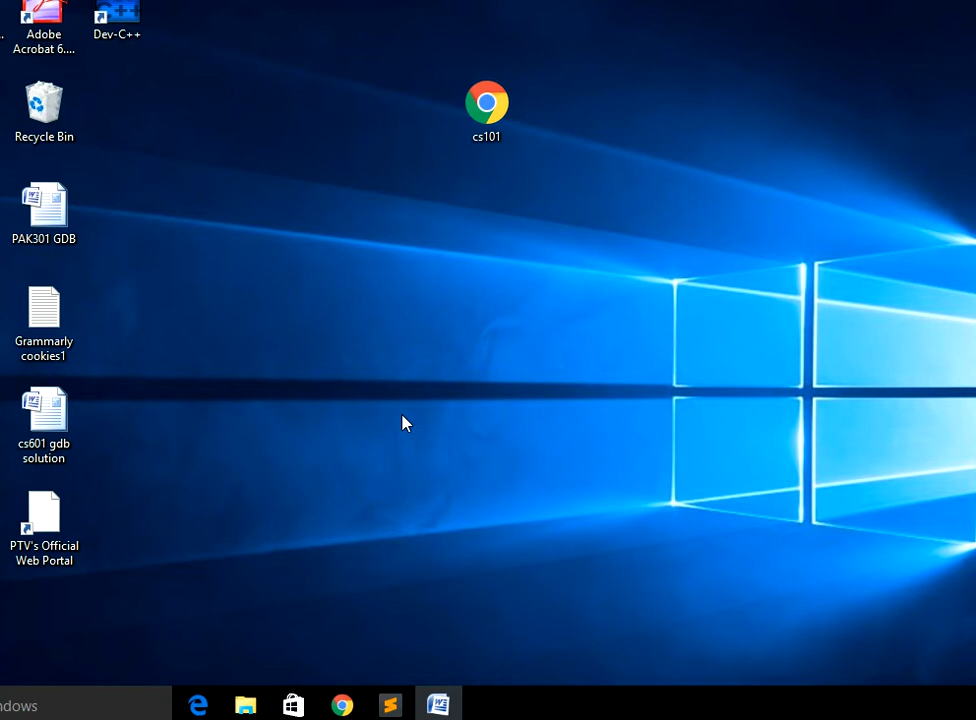 Adobe
Acrobat 6....
Dev-C++
Recycle Bin
cs101
PAK301 GDB
Grammarly
cookies1
cs601 gdb
solution
PTV's Official
Web Portal
ndows